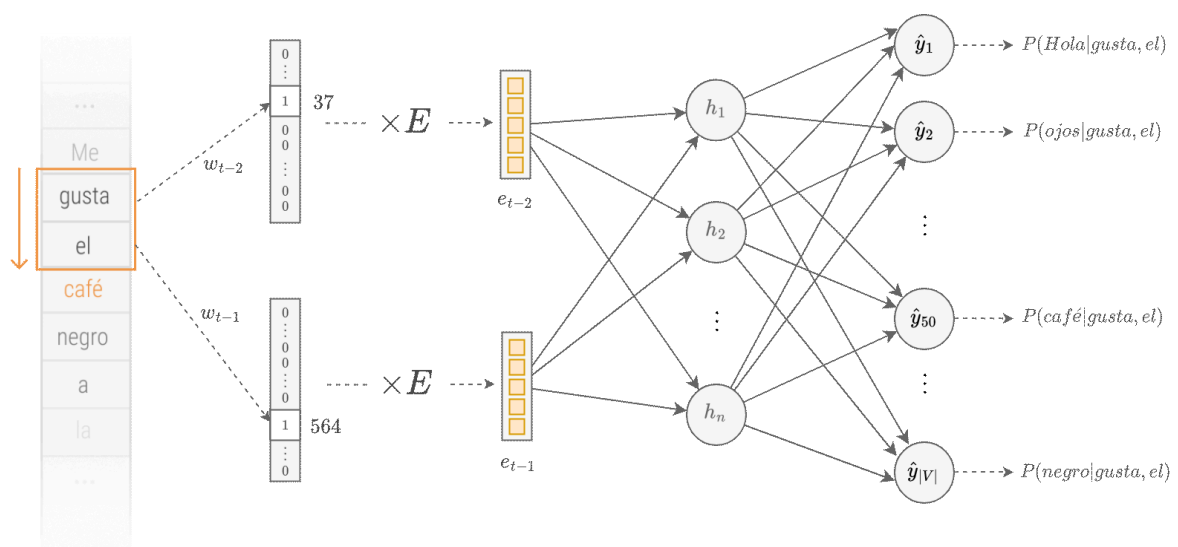 ...
Me
gusta
el
café
negro
a
la
...
w_{t-2}
w_{t-1}
0
⋮
1
0
0
⋮
0
0
37
0
⋮
0
0
⋮
0
1
⋮
0
564
×E
×E
e_{t-2}
e_{t-1}
h_1
h_2
⋮
h_n
ŷ_1
ŷ_2
⋮
ŷ_{50}
⋮
ŷ_{|V|}
P(Hola|gusta, el)
P(ojos|gusta, el)
P(café|gusta, el)
P(negro|gusta, el)